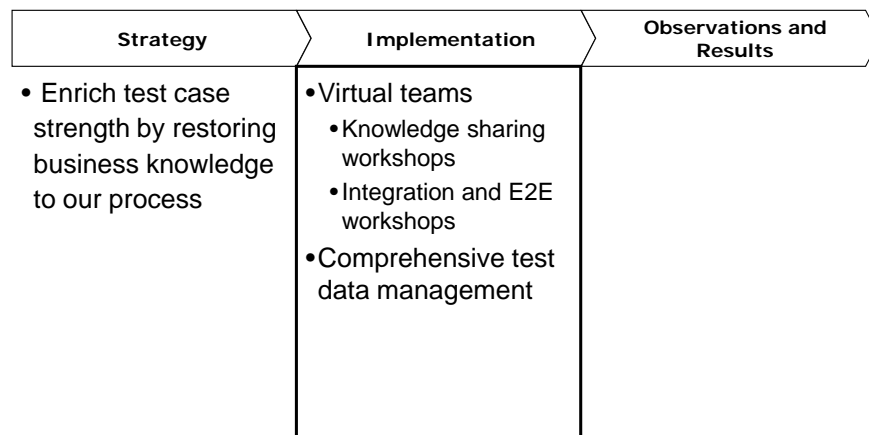 Strategy
Implementation
Observations and
Results
• Enrich test case
strength by restoring
business knowledge
to our process
•Virtual teams
•Knowledge sharing
workshops
•Integration and E2E
workshops
•Comprehensive test
data management